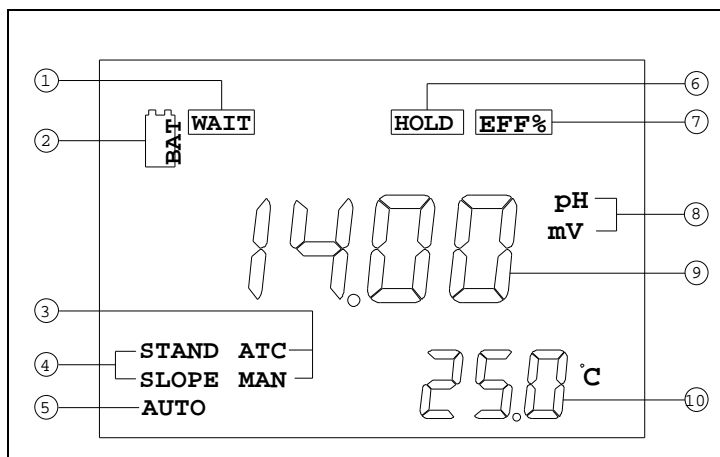 ① ⑥
WAIT HOLD EFF%
② BAT ⑦
pH
⑧
mV
14.00
⑨
③
STAND ATC
④
SLOPE MAN 25.0 °C
⑤ AUTO ⑩